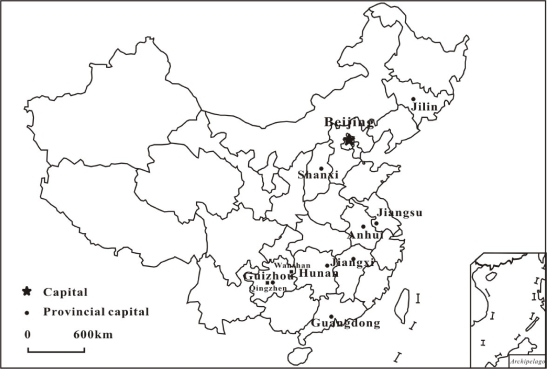 Jilin
Beijing
Shanxi
Jiangsu
Anhui
Wanshan
Jiangxi
Guizhou
Hunan
Qingzhen
Guangdong
Capital
Provincial capital
0 600km
Archipelago